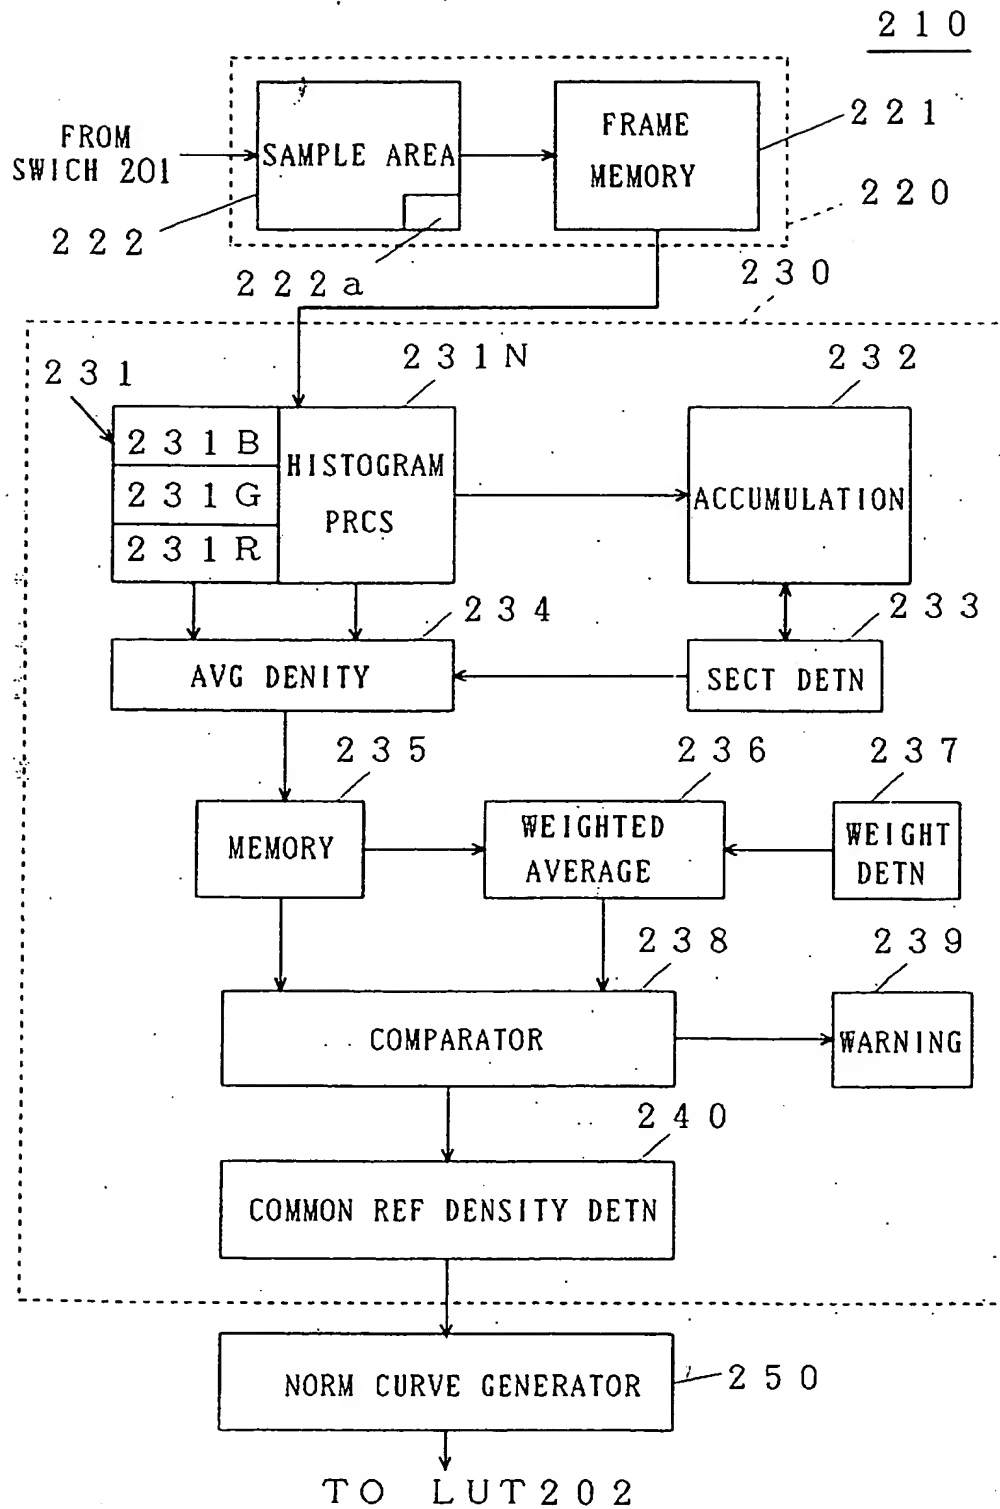 210
FROM
SWICH 201
SAMPLE AREA
FRAME
MEMORY
221
220
222
222a
230
231
231N
232
231B
231G
231R
HISTOGRAM
PRCS
ACCUMULATION
234
233
AVG DENITY
SECT DETN
235
236
237
MEMORY
WEIGHTED
AVERAGE
WEIGHT
DETN
238
239
COMPARATOR
WARNING
240
COMMON REF DENSITY DETN
NORM CURVE GENERATOR
250
TO LUT202